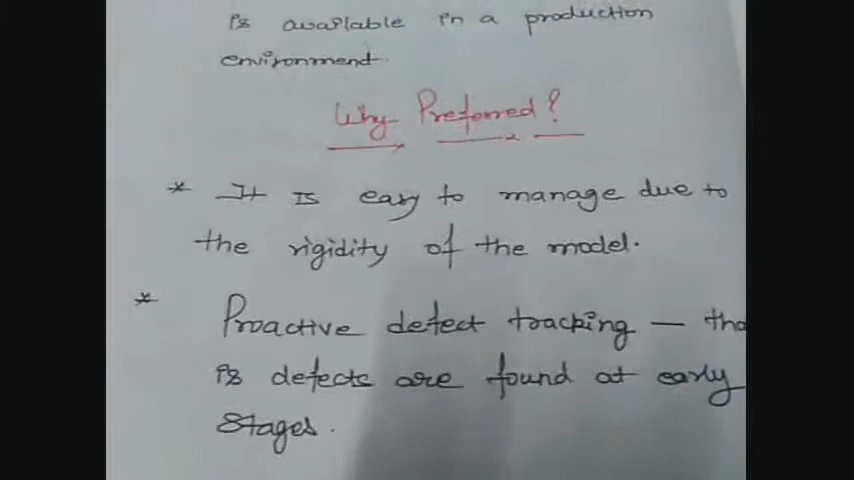 is available in a production
environmend.
Why Preferred?
* It is easy to manage due to
the rigidity of the model.
* Proactive defect tracking — tha
is defects are found at early
stages.